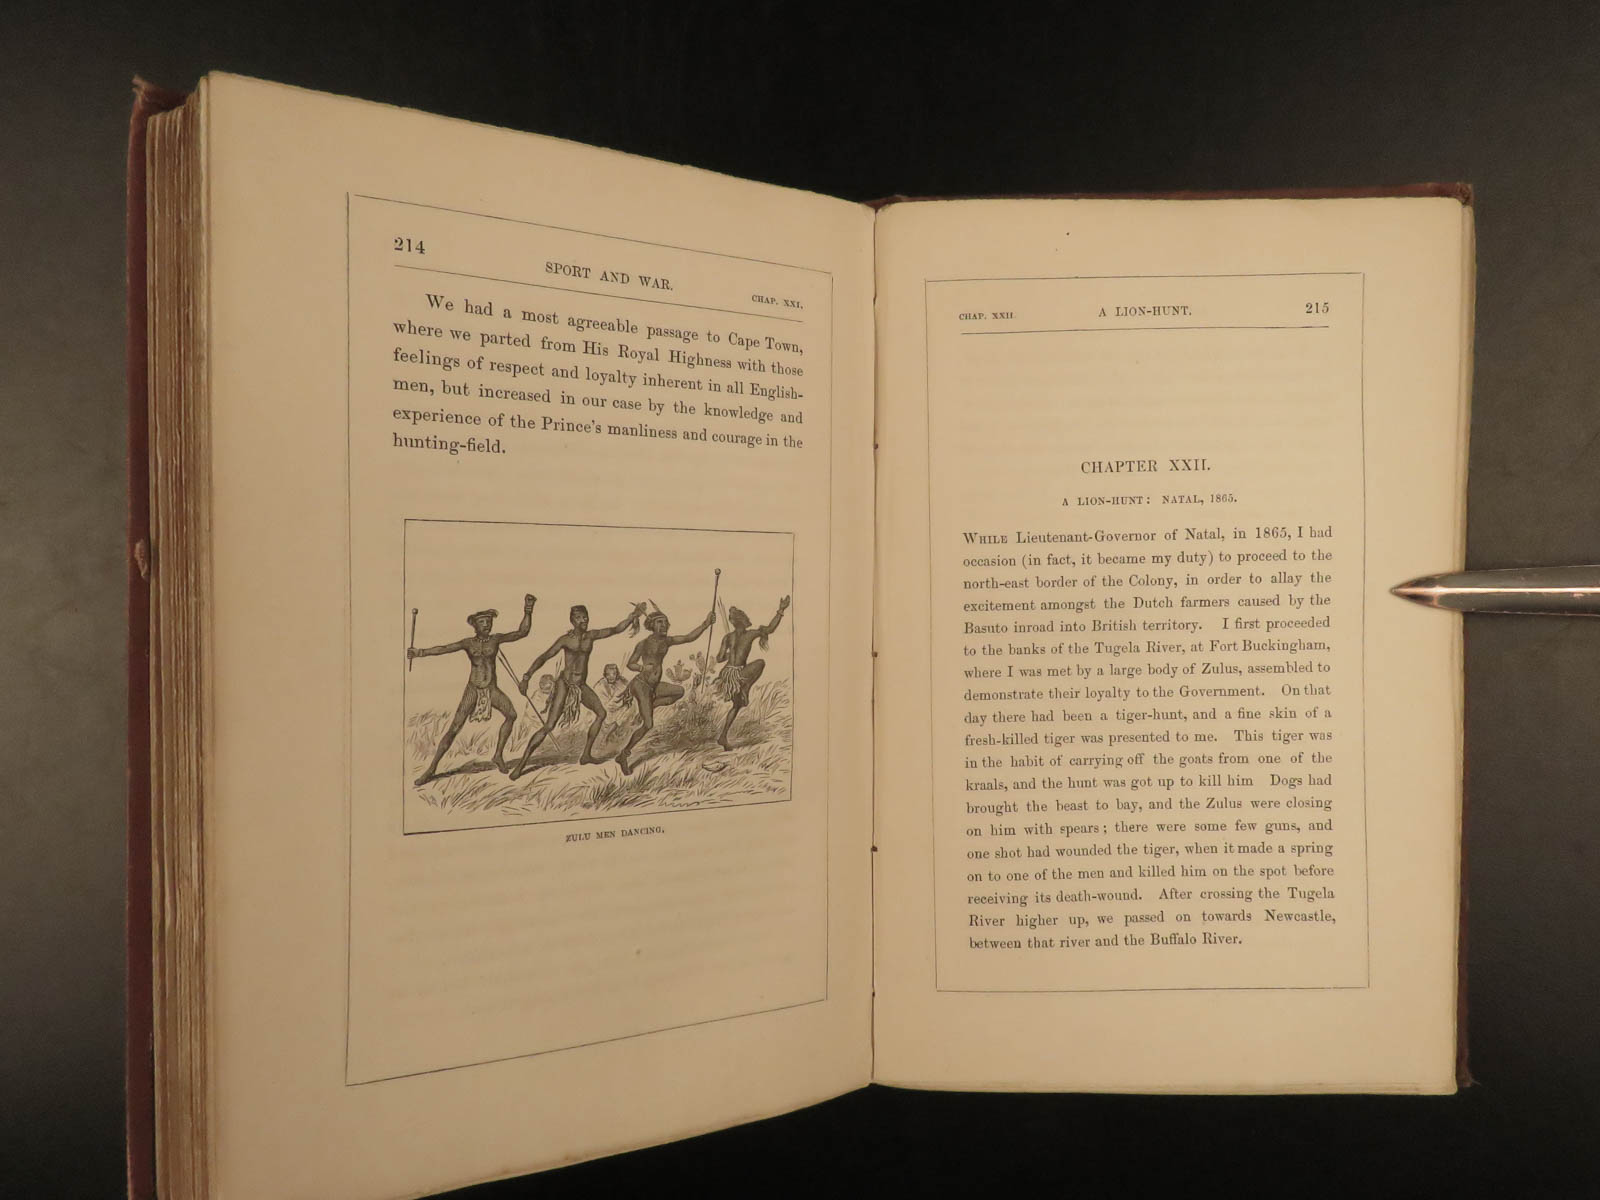 214
SPORT AND WAR.
CHAP. XXI.
We had a most agreeable passage to Cape Town,
where we parted from His Royal Highness with those
feelings of respect and loyalty inherent in all English-
men, but increased in our case by the knowledge and
experience of the Prince's manliness and courage in the
hunting-field.
ZULU MEN DANCING.
CHAP. XXII.
A LION-HUNT.
215
CHAPTER XXII.
A LION-HUNT: NATAL, 1865.
WHILE Lieutenant-Governor of Natal, in 1865, I had
occasion (in fact, it became my duty) to proceed to the
north-east border of the Colony, in order to allay the
excitement amongst the Dutch farmers caused by the
Basuto inroad into British territory. I first proceeded
to the banks of the Tugela River, at Fort Buckingham,
where I was met by a large body of Zulus, assembled to
demonstrate their loyalty to the Government. On that
day there had been a tiger-hunt, and a fine skin of a
fresh-killed tiger was presented to me. This tiger was
in the habit of carrying off the goats from one of the
kraals, and the hunt was got up to kill him Dogs had
brought the beast to bay, and the Zulus were closing
on him with spears; there were some few guns, and
one shot had wounded the tiger, when it made a spring
on to one of the men and killed him on the spot before
receiving its death-wound. After crossing the Tugela
River higher up, we passed on towards Newcastle,
between that river and the Buffalo River.